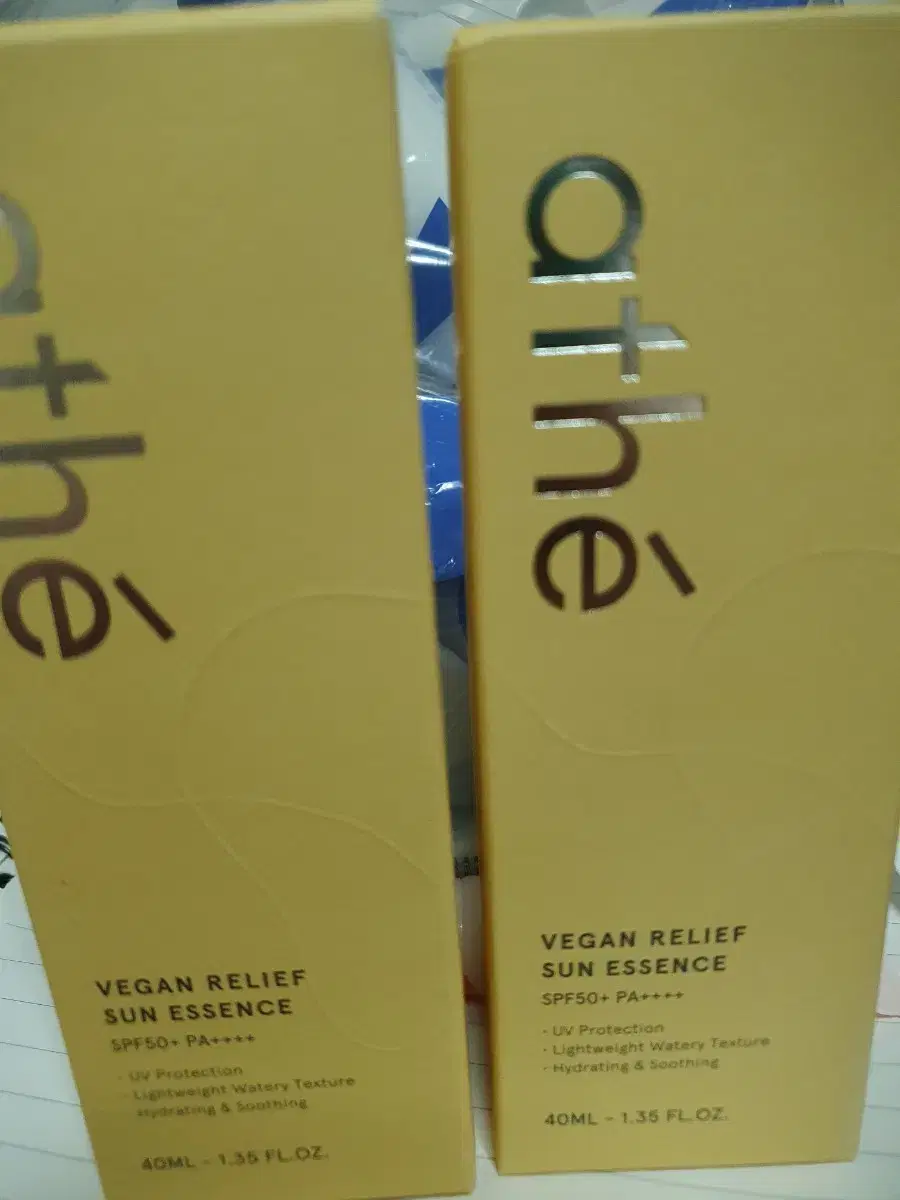 athé
VEGAN RELIEF
SUN ESSENCE
SPF50+ PA++++
· UV Protection
· Lightweight Watery Texture
Hydrating & Soothing
40ML - 1.35 FL.OZ.
athé
VEGAN RELIEF
SUN ESSENCE
SPF50+ PA++++
· UV Protection
· Lightweight Watery Texture
· Hydrating & Soothing
40ML - 1.35 FL.OZ.